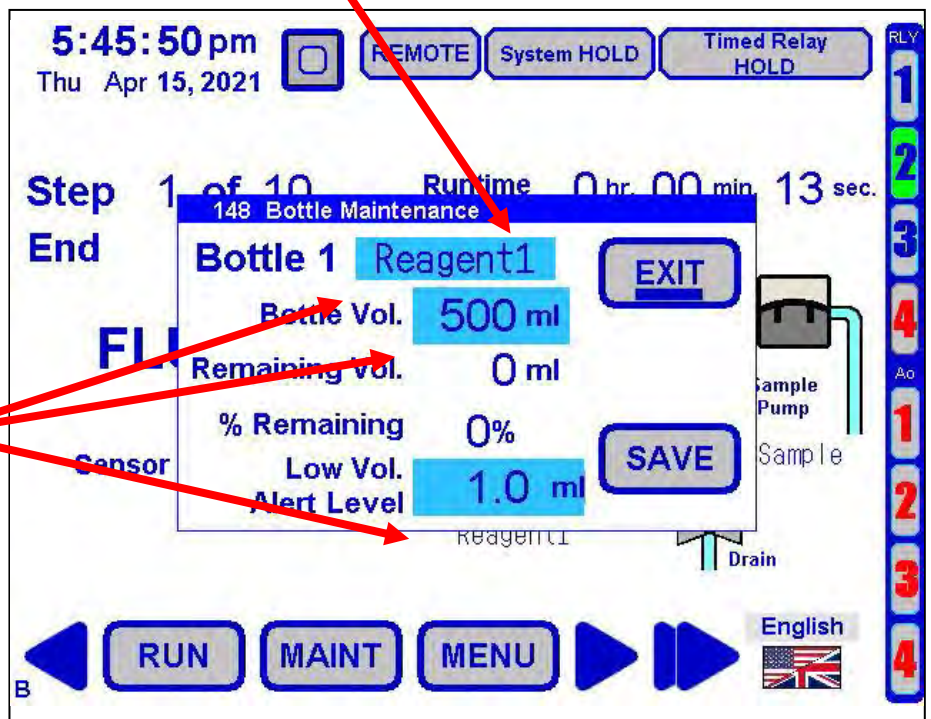 5:45:50 pm
Thu Apr 15, 2021
REMOTE
System HOLD
Timed Relay
HOLD
RLY
1
2
3
4
Ao
1
2
3
4
Step 1 of 10
Runtime 0 hr. 00 min. 13 sec.
End
148 Bottle Maintenance
Bottle 1 Reagent1
EXIT
Bottle Vol. 500 ml
Remaining Vol. 0 ml
% Remaining 0%
Low Vol.
Alert Level 1.0 ml
SAVE
Sensor
Sample
Pump
Sample
Reagent1
Drain
RUN
MAINT
MENU
English
B